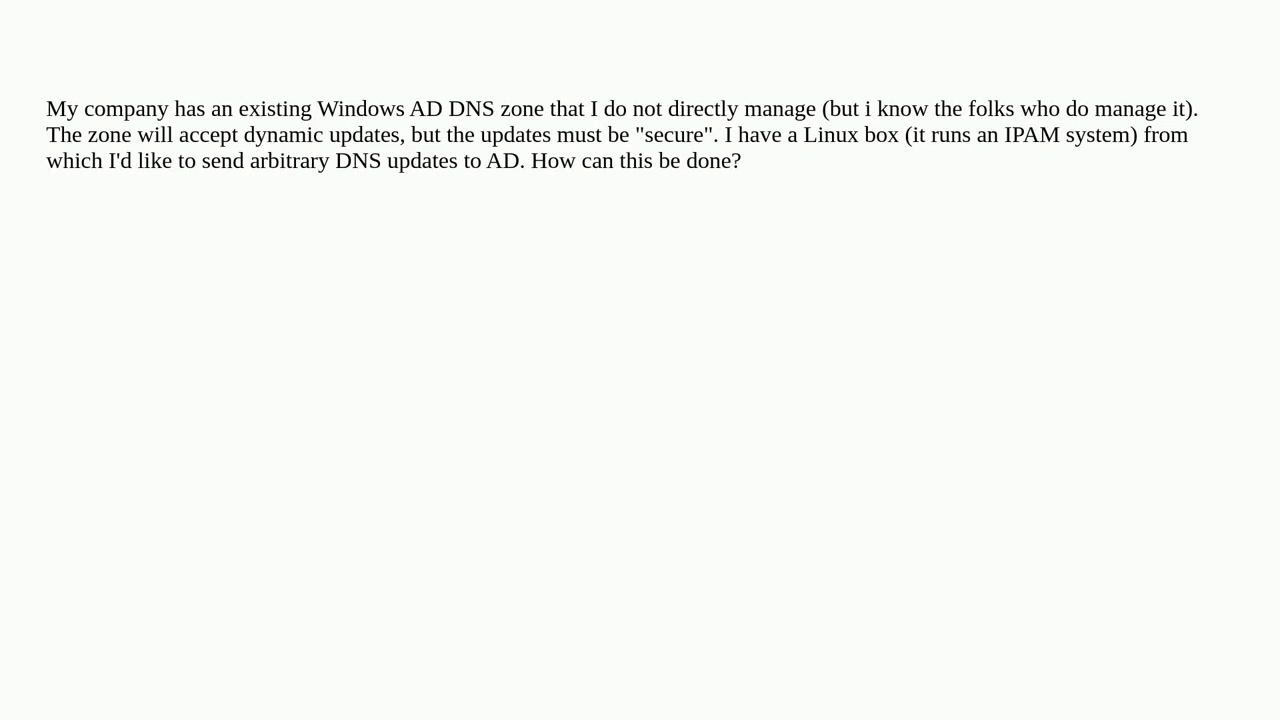 My company has an existing Windows AD DNS zone that I do not directly manage (but i know the folks who do manage it).
The zone will accept dynamic updates, but the updates must be "secure". I have a Linux box (it runs an IPAM system) from
which I'd like to send arbitrary DNS updates to AD. How can this be done?